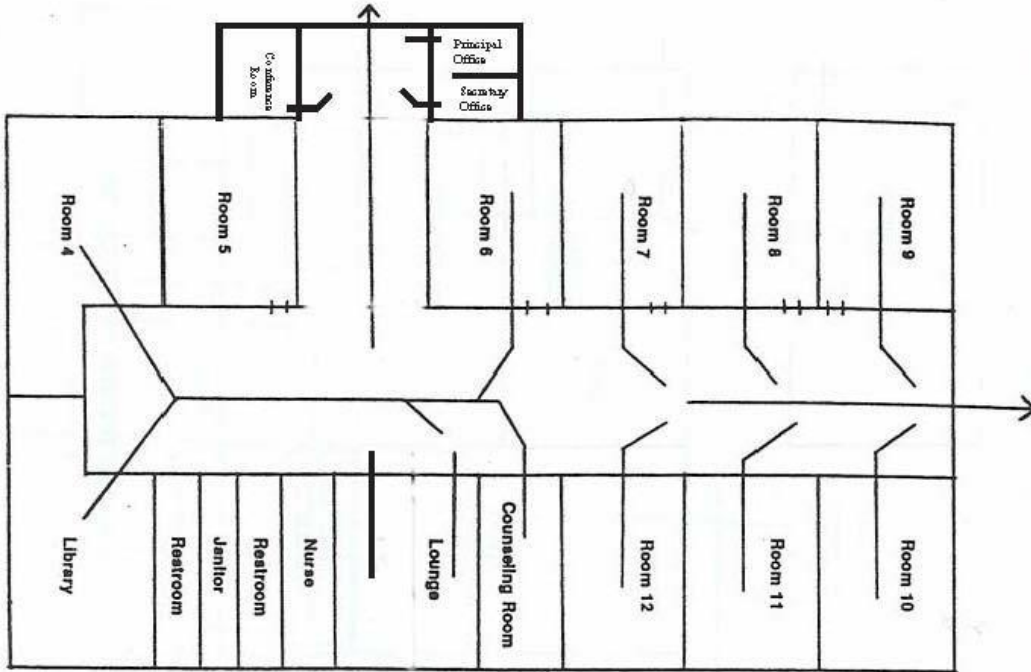 Principal
Office
Conference
Room
Secretary
Office
Room 4
Room 5
Room 6
Room 7
Room 8
Room 9
Library
Restroom
Janitor
Restroom
Nurse
Lounge
Counseling Room
Room 12
Room 11
Room 10